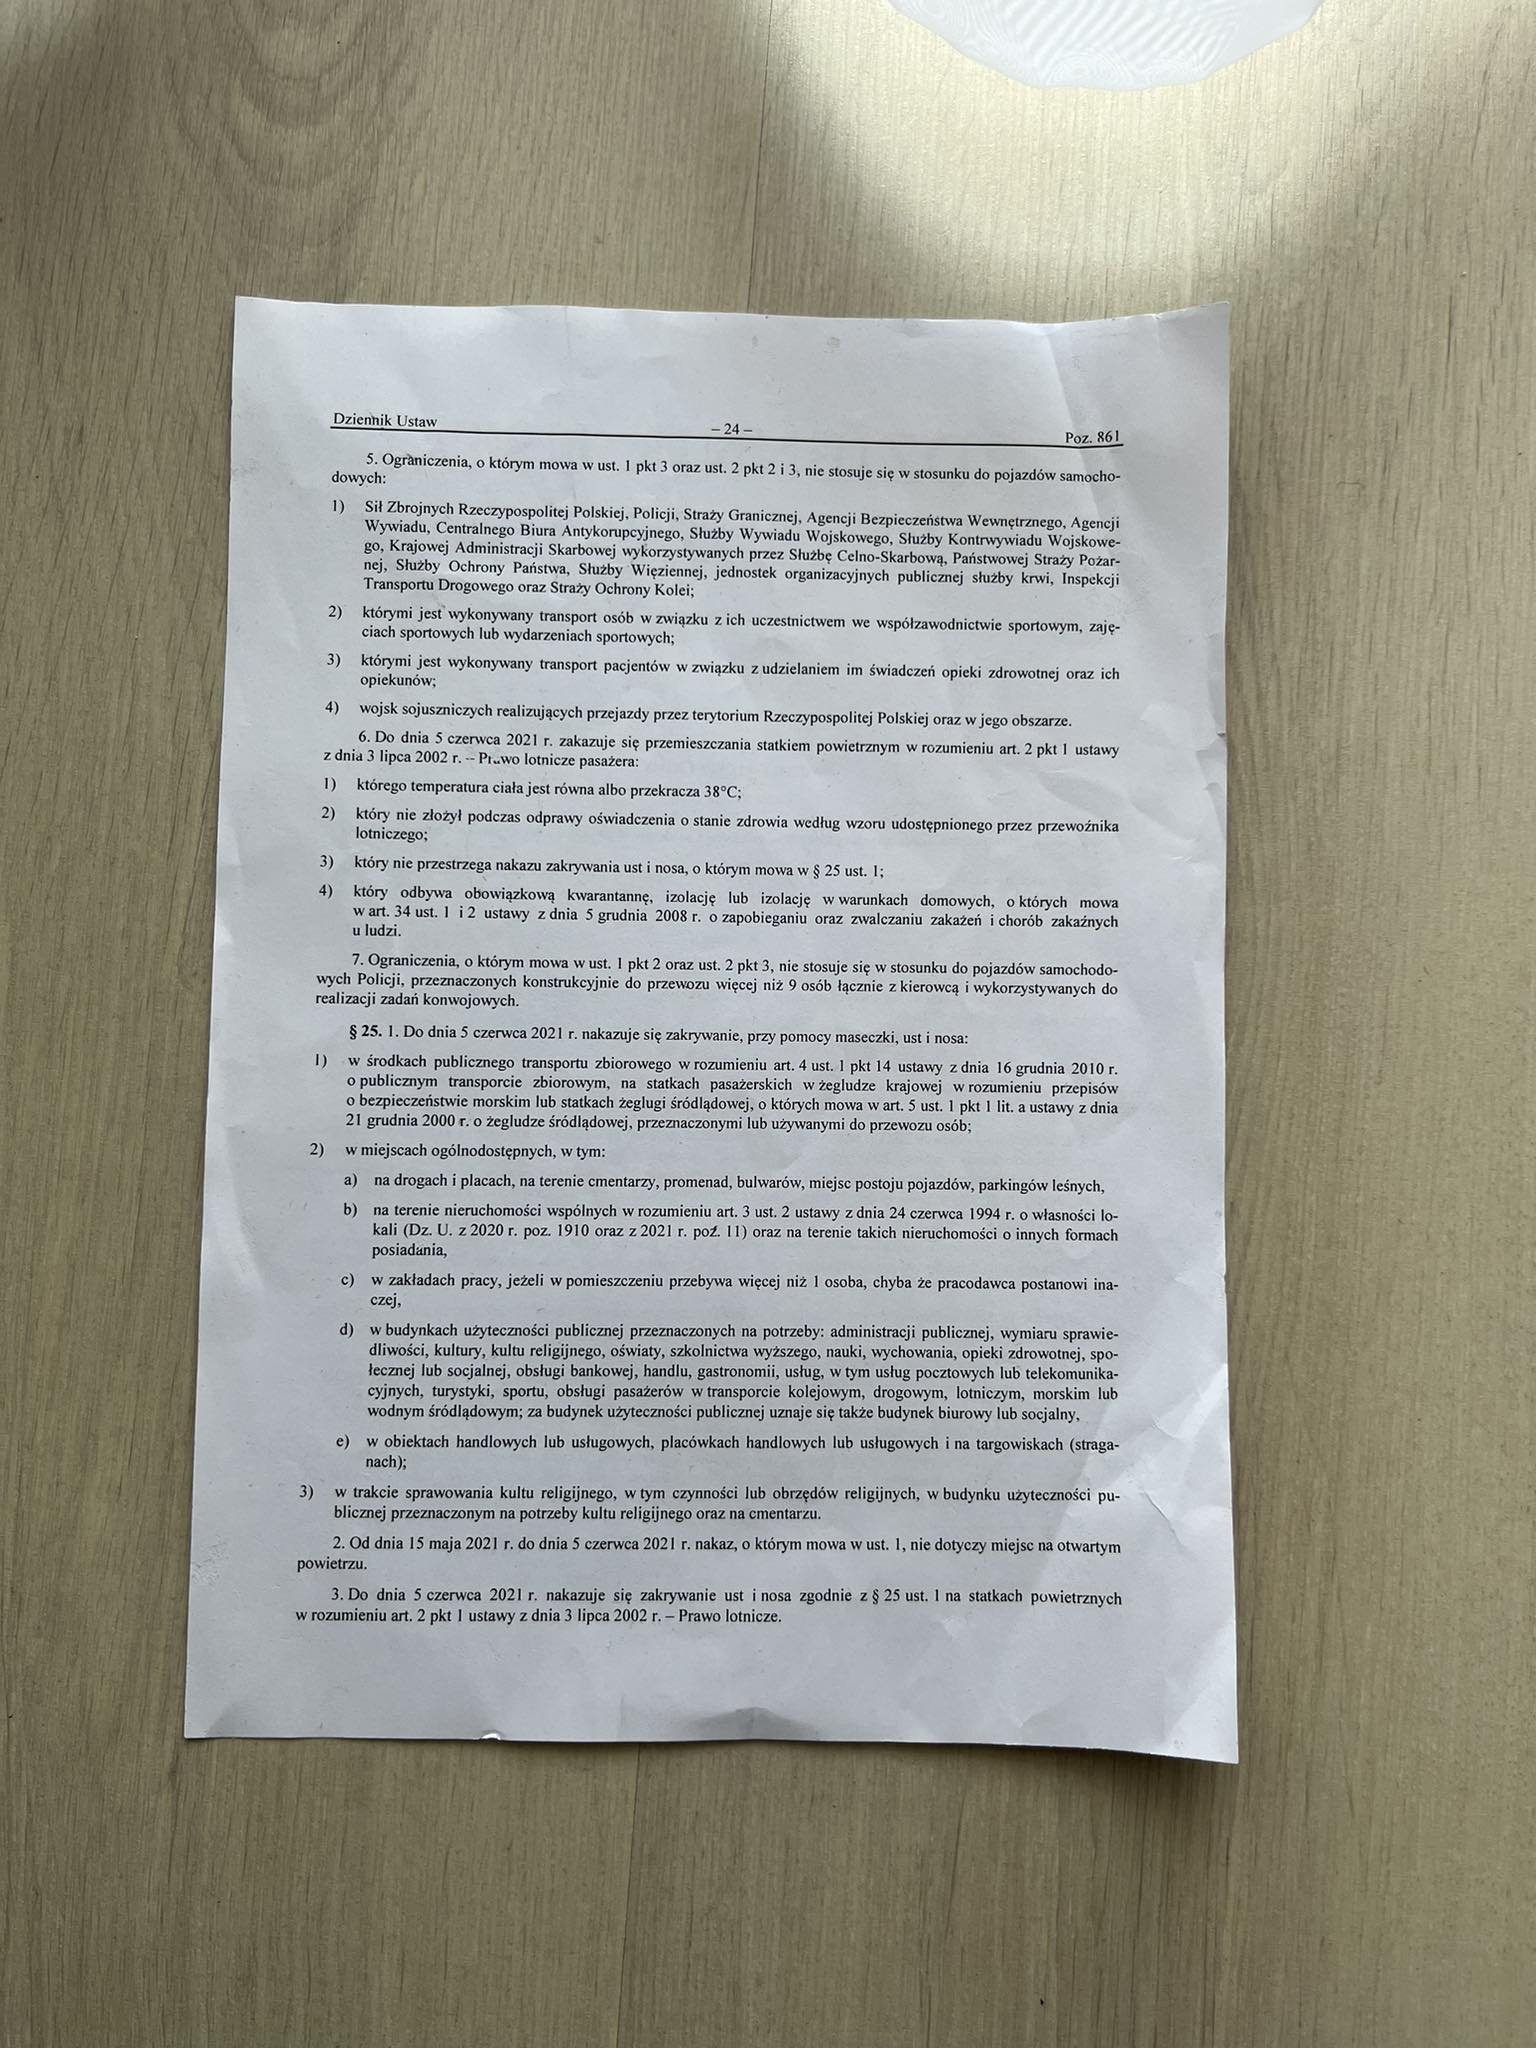 Dziennik Ustaw
– 24 –
Poz. 861
5. Ograniczenia, o którym mowa w ust. 1 pkt 3 oraz ust. 2 pkt 2 i 3, nie stosuje się w stosunku do pojazdów samocho-
dowych:
1) Sił Zbrojnych Rzeczypospolitej Polskiej, Policji, Straży Granicznej, Agencji Bezpieczeństwa Wewnętrznego, Agencji
Wywiadu, Centralnego Biura Antykorupcyjnego, Służby Wywiadu Wojskowego, Służby Kontrwywiadu Wojskowe-
go, Krajowej Administracji Skarbowej wykorzystywanych przez Służbę Celno-Skarbową, Państwowej Straży Pożar-
nej, Służby Ochrony Państwa, Służby Więziennej, jednostek organizacyjnych publicznej służby krwi, Inspekcji
Transportu Drogowego oraz Straży Ochrony Kolei;
2) którymi jest wykonywany transport osób w związku z ich uczestnictwem we współzawodnictwie sportowym, zaję-
ciach sportowych lub wydarzeniach sportowych;
3) którymi jest wykonywany transport pacjentów w związku z udzielaniem im świadczeń opieki zdrowotnej oraz ich
opiekunów;
4) wojsk sojuszniczych realizujących przejazdy przez terytorium Rzeczypospolitej Polskiej oraz w jego obszarze.
6. Do dnia 5 czerwca 2021 r. zakazuje się przemieszczania statkiem powietrznym w rozumieniu art. 2 pkt 1 ustawy
z dnia 3 lipca 2002 r. – Prawo lotnicze pasażera:
1) którego temperatura ciała jest równa albo przekracza 38°C;
2) który nie złożył podczas odprawy oświadczenia o stanie zdrowia według wzoru udostępnionego przez przewoźnika
lotniczego;
3) który nie przestrzega nakazu zakrywania ust i nosa, o którym mowa w § 25 ust. 1;
4) który odbywa obowiązkową kwarantannę, izolację lub izolację w warunkach domowych, o których mowa
w art. 34 ust. 1 i 2 ustawy z dnia 5 grudnia 2008 r. o zapobieganiu oraz zwalczaniu zakażeń i chorób zakaźnych
u ludzi.
7. Ograniczenia, o którym mowa w ust. 1 pkt 2 oraz ust. 2 pkt 3, nie stosuje się w stosunku do pojazdów samochodo-
wych Policji, przeznaczonych konstrukcyjnie do przewozu więcej niż 9 osób łącznie z kierowcą i wykorzystywanych do
realizacji zadań konwojowych.
§ 25. 1. Do dnia 5 czerwca 2021 r. nakazuje się zakrywanie, przy pomocy maseczki, ust i nosa:
1) w środkach publicznego transportu zbiorowego w rozumieniu art. 4 ust. 1 pkt 14 ustawy z dnia 16 grudnia 2010 r.
o publicznym transporcie zbiorowym, na statkach pasażerskich w żegludze krajowej w rozumieniu przepisów
o bezpieczeństwie morskim lub statkach żeglugi śródlądowej, o których mowa w art. 5 ust. 1 pkt 1 lit. a ustawy z dnia
21 grudnia 2000 r. o żegludze śródlądowej, przeznaczonymi lub używanymi do przewozu osób;
2) w miejscach ogólnodostępnych, w tym:
a) na drogach i placach, na terenie cmentarzy, promenad, bulwarów, miejsc postoju pojazdów, parkingów leśnych,
b) na terenie nieruchomości wspólnych w rozumieniu art. 3 ust. 2 ustawy z dnia 24 czerwca 1994 r. o własności lo-
kali (Dz. U. z 2020 r. poz. 1910 oraz z 2021 r. poz. 11) oraz na terenie takich nieruchomości o innych formach
posiadania,
c) w zakładach pracy, jeżeli w pomieszczeniu przebywa więcej niż 1 osoba, chyba że pracodawca postanowi ina-
czej,
d) w budynkach użyteczności publicznej przeznaczonych na potrzeby: administracji publicznej, wymiaru sprawie-
dliwości, kultury, kultu religijnego, oświaty, szkolnictwa wyższego, nauki, wychowania, opieki zdrowotnej, spo-
łecznej lub socjalnej, obsługi bankowej, handlu, gastronomii, usług, w tym usług pocztowych lub telekomunika-
cyjnych, turystyki, sportu, obsługi pasażerów w transporcie kolejowym, drogowym, lotniczym, morskim lub
wodnym śródlądowym; za budynek użyteczności publicznej uznaje się także budynek biurowy lub socjalny,
e) w obiektach handlowych lub usługowych, placówkach handlowych lub usługowych i na targowiskach (straga-
nach);
3) w trakcie sprawowania kultu religijnego, w tym czynności lub obrzędów religijnych, w budynku użyteczności pu-
blicznej przeznaczonym na potrzeby kultu religijnego oraz na cmentarzu.
2. Od dnia 15 maja 2021 r. do dnia 5 czerwca 2021 r. nakaz, o którym mowa w ust. 1, nie dotyczy miejsc na otwartym
powietrzu.
3. Do dnia 5 czerwca 2021 r. nakazuje się zakrywanie ust i nosa zgodnie z § 25 ust. 1 na statkach powietrznych
w rozumieniu art. 2 pkt 1 ustawy z dnia 3 lipca 2002 r. – Prawo lotnicze.